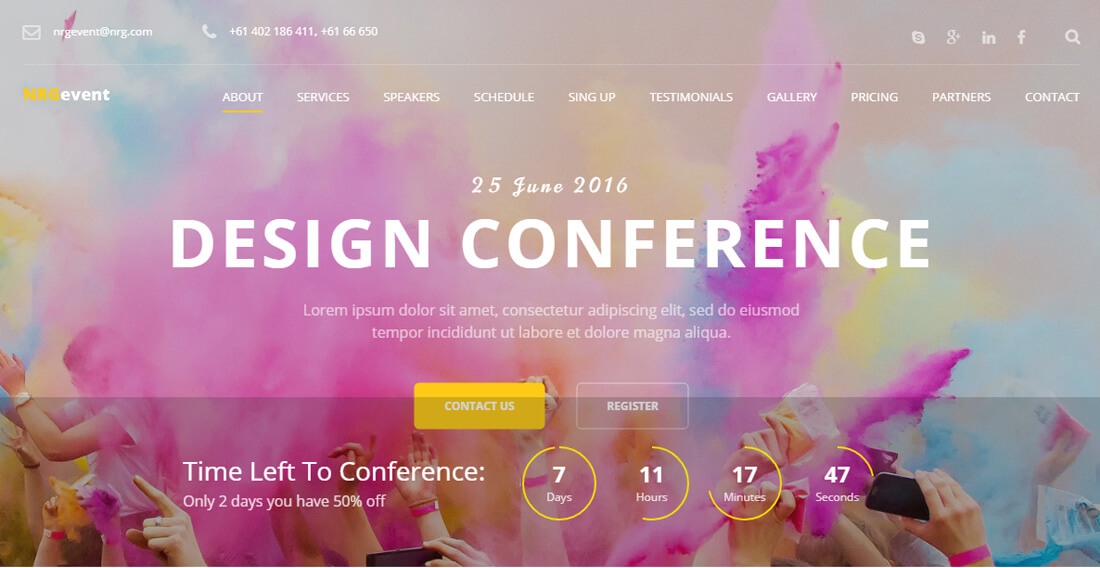 nrgevent@nrg.com
+61 402 186 411, +61 66 650
NRGevent
ABOUT SERVICES SPEAKERS SCHEDULE SING UP TESTIMONIALS GALLERY PRICING PARTNERS CONTACT
25 June 2016
DESIGN CONFERENCE
Lorem ipsum dolor sit amet, consectetur adipiscing elit, sed do eiusmod
tempor incididunt ut labore et dolore magna aliqua.
CONTACT US
REGISTER
Time Left To Conference:
Only 2 days you have 50% off
7 11 17 47
Days Hours Minutes Seconds